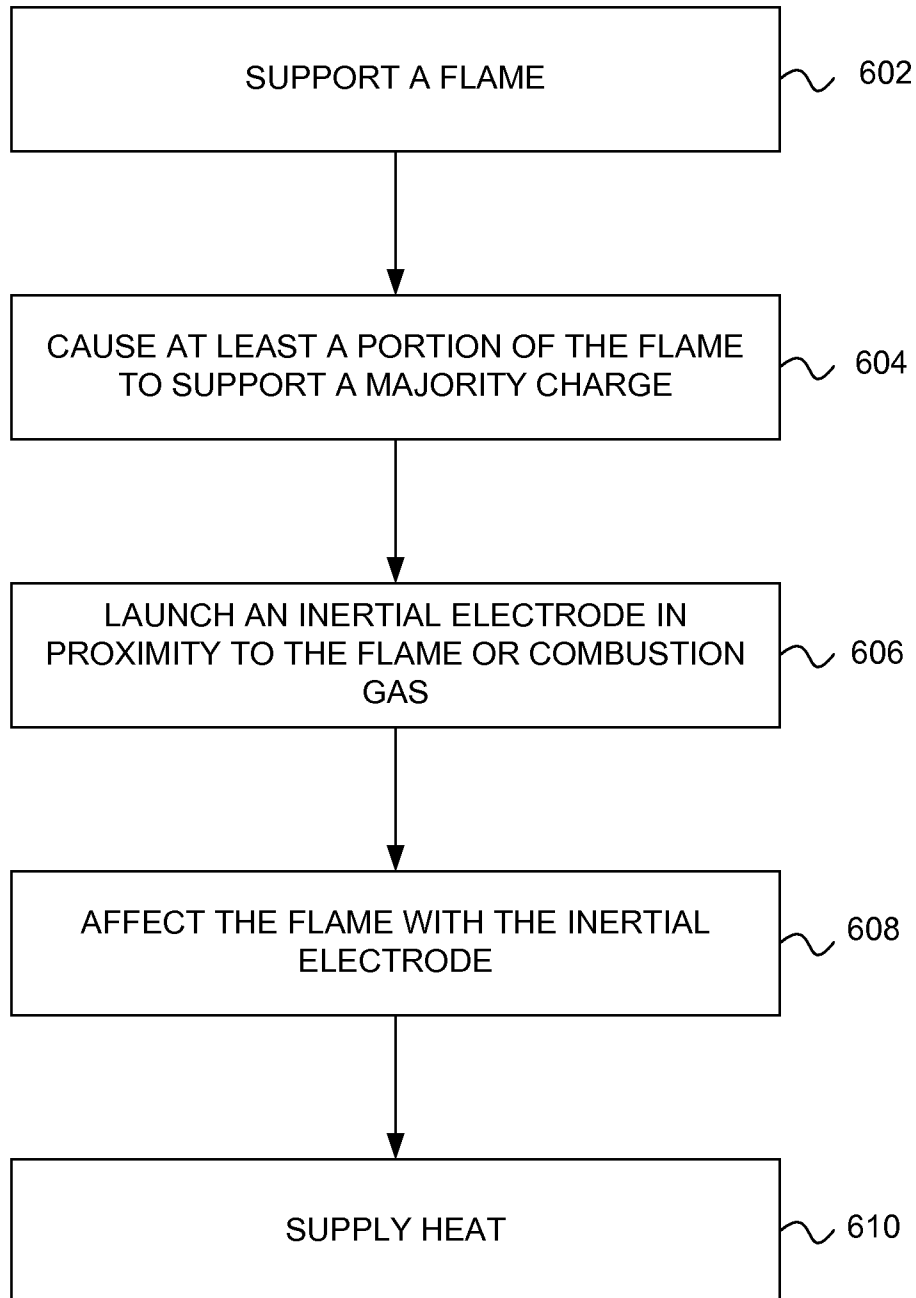 SUPPORT A FLAME
602
CAUSE AT LEAST A PORTION OF THE FLAME
TO SUPPORT A MAJORITY CHARGE
604
LAUNCH AN INERTIAL ELECTRODE IN
PROXIMITY TO THE FLAME OR COMBUSTION
GAS
606
AFFECT THE FLAME WITH THE INERTIAL
ELECTRODE
608
SUPPLY HEAT
610